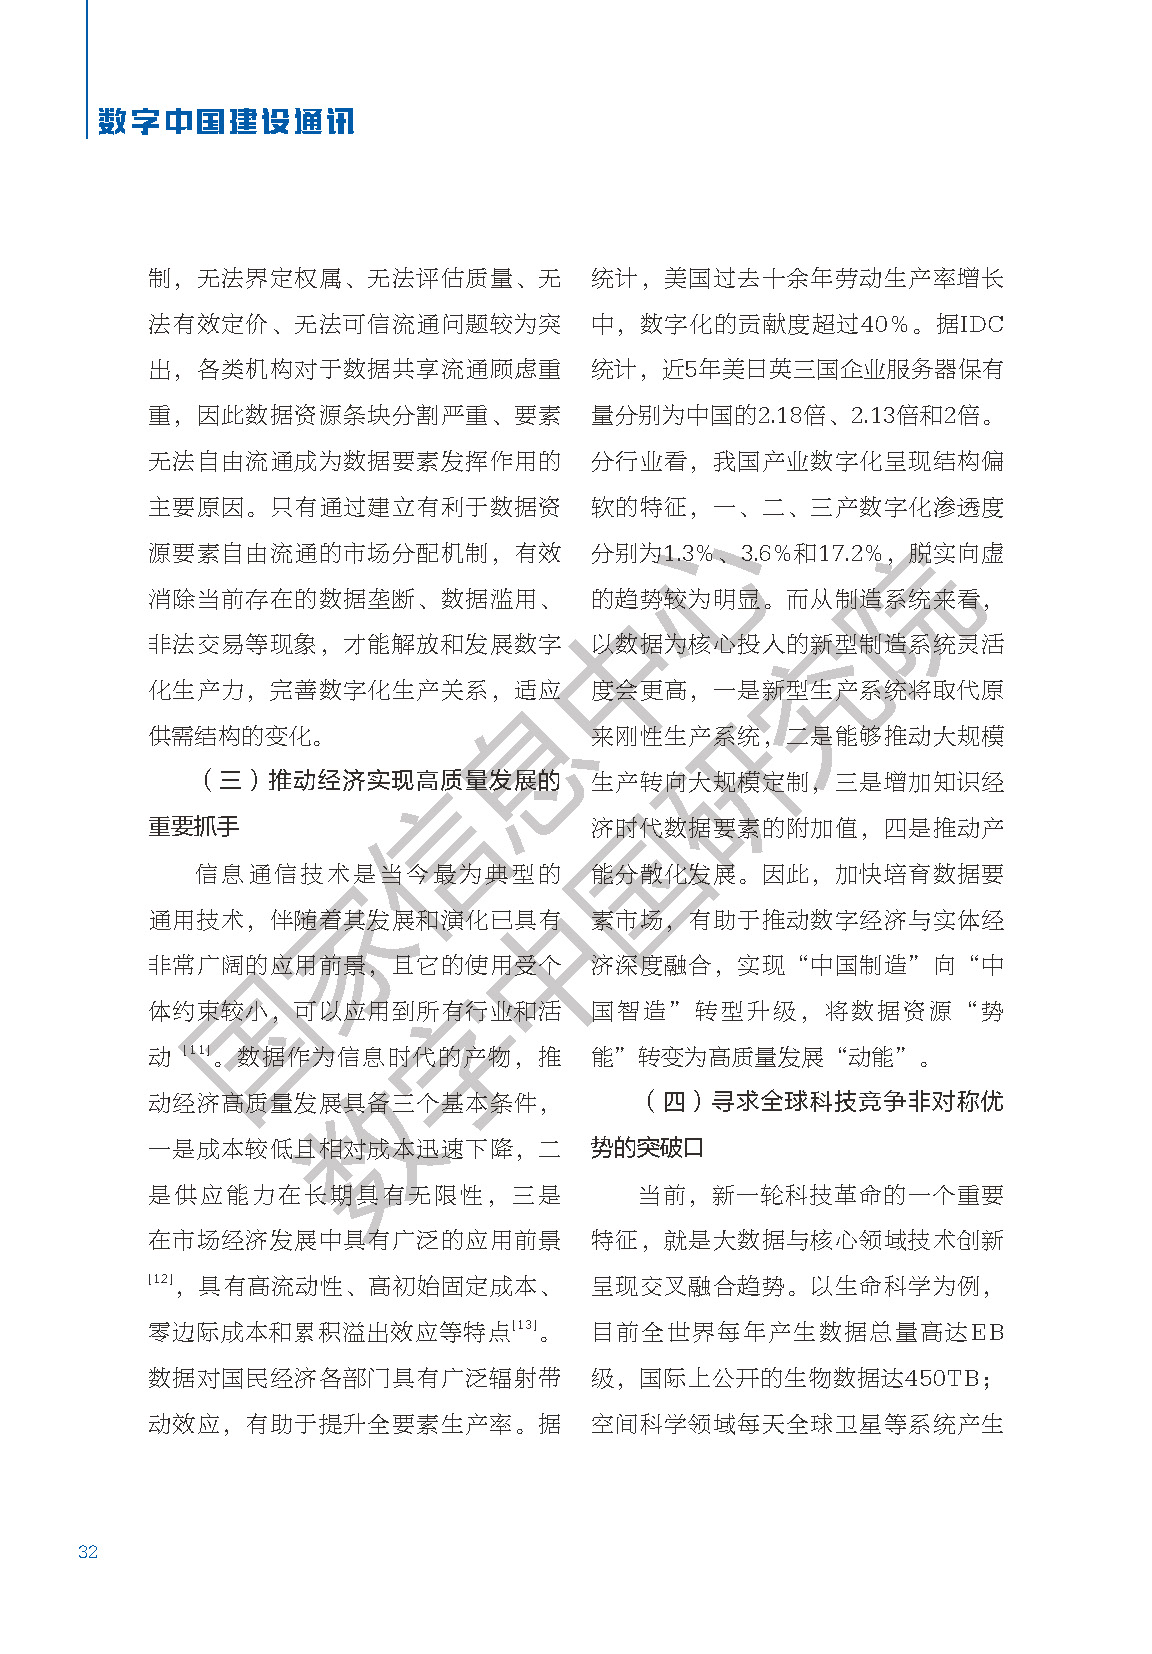 数字中国建设通讯
制，无法界定权属、无法评估质量、无
法有效定价、无法可信流通问题较为突
出，各类机构对于数据共享流通顾虑重
重，因此数据资源条块分割严重、要素
无法自由流通成为数据要素发挥作用的
主要原因。只有通过建立有利于数据资
源要素自由流通的市场分配机制，有效
消除当前存在的数据垄断、数据滥用、
非法交易等现象，才能解放和发展数字
化生产力，完善数字化生产关系，适应
供需结构的变化。
（三）推动经济实现高质量发展的
重要抓手
信息通信技术是当今最为典型的
通用技术，伴随着其发展和演化已具有
非常广阔的应用前景，且它的使用受个
体约束较小，可以应用到所有行业和活
动 [11]。数据作为信息时代的产物，推
动经济高质量发展具备三个基本条件，
一是成本较低且相对成本迅速下降，二
是供应能力在长期具有无限性，三是
在市场经济发展中具有广泛的应用前景
[12]，具有高流动性、高初始固定成本、
零边际成本和累积溢出效应等特点[13]。
数据对国民经济各部门具有广泛辐射带
动效应，有助于提升全要素生产率。据
统计，美国过去十余年劳动生产率增长
中，数字化的贡献度超过40%。据IDC
统计，近5年美日英三国企业服务器保有
量分别为中国的2.18倍、2.13倍和2倍。
分行业看，我国产业数字化呈现结构偏
软的特征，一、二、三产数字化渗透度
分别为1.3%、3.6%和17.2%，脱实向虚
的趋势较为明显。而从制造系统来看，
以数据为核心投入的新型制造系统灵活
度会更高，一是新型生产系统将取代原
来刚性生产系统，二是能够推动大规模
生产转向大规模定制，三是增加知识经
济时代数据要素的附加值，四是推动产
能分散化发展。因此，加快培育数据要
素市场，有助于推动数字经济与实体经
济深度融合，实现“中国制造”向“中
国智造”转型升级，将数据资源“势
能”转变为高质量发展“动能”。
（四）寻求全球科技竞争非对称优
势的突破口
当前，新一轮科技革命的一个重要
特征，就是大数据与核心领域技术创新
呈现交叉融合趋势。以生命科学为例，
目前全世界每年产生数据总量高达EB
级，国际上公开的生物数据达450TB；
空间科学领域每天全球卫星等系统产生
国家信息中心
数字中国研究院
32